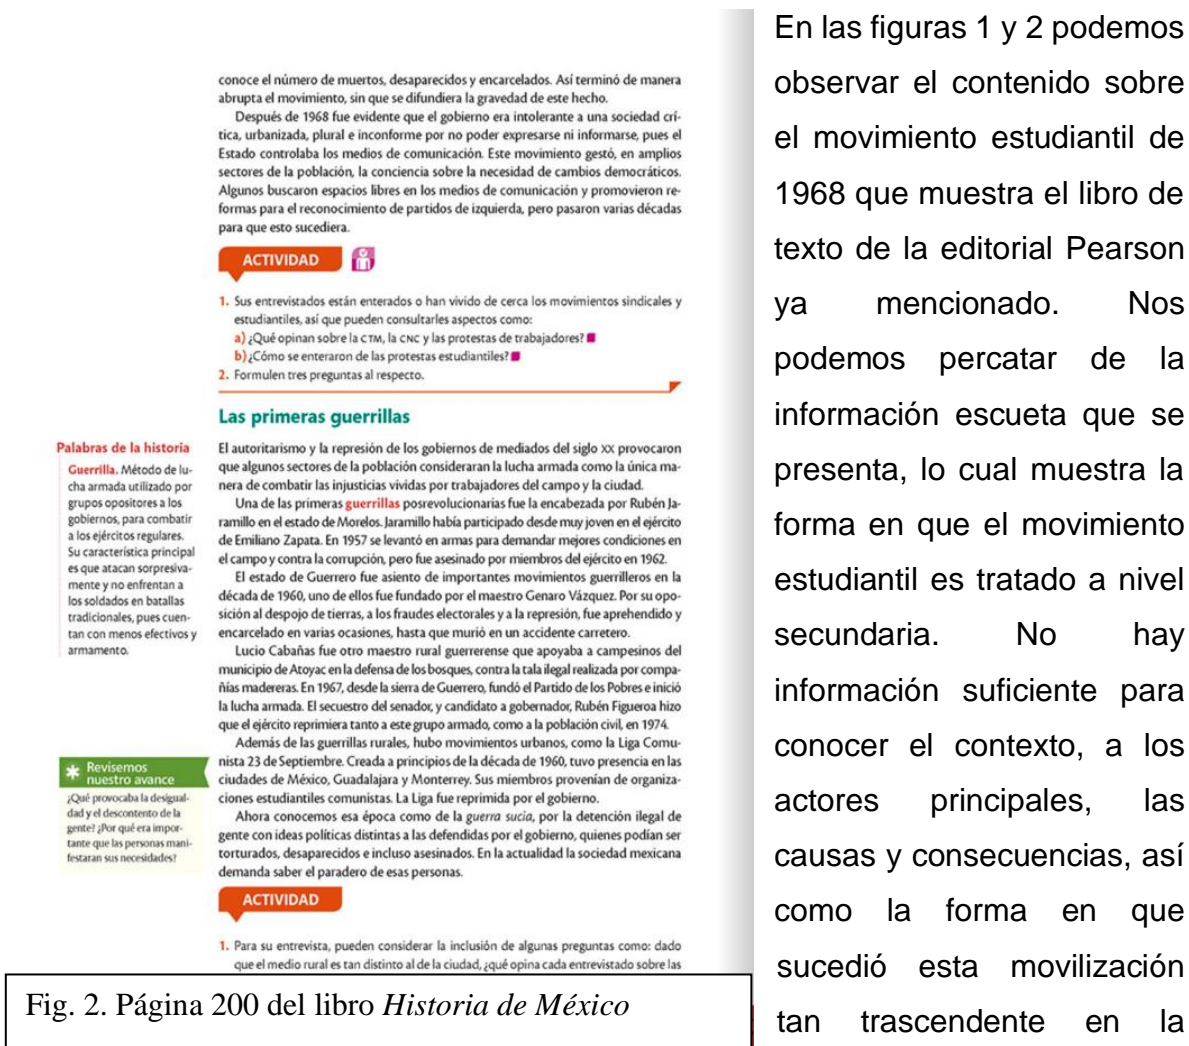 conoce el número de muertos, desaparecidos y encarcelados. Así terminó de manera
abrupta el movimiento, sin que se difundiera la gravedad de este hecho.
Después de 1968 fue evidente que el gobierno era intolerante a una sociedad crí-
tica, urbanizada, plural e inconforme por no poder expresarse ni informarse, pues el
Estado controlaba los medios de comunicación. Este movimiento gestó, en amplios
sectores de la población, la conciencia sobre la necesidad de cambios democráticos.
Algunos buscaron espacios libres en los medios de comunicación y promovieron re-
formas para el reconocimiento de partidos de izquierda, pero pasaron varias décadas
para que esto sucediera.
ACTIVIDAD
1. Sus entrevistados están enterados o han vivido de cerca los movimientos sindicales y
estudiantiles, así que pueden consultarles aspectos como:
a) ¿Qué opinan sobre la CTM, la CNC y las protestas de trabajadores?
b) ¿Cómo se enteraron de las protestas estudiantiles?
2. Formulen tres preguntas al respecto.
Las primeras guerrillas
El autoritarismo y la represión de los gobiernos de mediados del siglo XX provocaron
que algunos sectores de la población consideraran la lucha armada como la única ma-
nera de combatir las injusticias vividas por trabajadores del campo y la ciudad.
Una de las primeras guerrillas posrevolucionarias fue la encabezada por Rubén Ja-
ramillo en el estado de Morelos. Jaramillo había participado desde muy joven en el ejército
de Emiliano Zapata. En 1957 se levantó en armas para demandar mejores condiciones en
el campo y contra la corrupción, pero fue asesinado por miembros del ejército en 1962.
El estado de Guerrero fue asiento de importantes movimientos guerrilleros en la
década de 1960, uno de ellos fue fundado por el maestro Genaro Vázquez. Por su opo-
sición al despojo de tierras, a los fraudes electorales y a la represión, fue aprehendido y
encarcelado en varias ocasiones, hasta que murió en un accidente carretero.
Lucio Cabañas fue otro maestro rural guerrerense que apoyaba a campesinos del
municipio de Atoyac en la defensa de los bosques, contra la tala ilegal realizada por compa-
ñías madereras. En 1967, desde la sierra de Guerrero, fundó el Partido de los Pobres e inició
la lucha armada. El secuestro del senador, y candidato a gobernador, Rubén Figueroa hizo
que el ejército reprimiera tanto a este grupo armado, como a la población civil, en 1974.
Además de las guerrillas rurales, hubo movimientos urbanos, como la Liga Comu-
nista 23 de Septiembre. Creada a principios de la década de 1960, tuvo presencia en las
ciudades de México, Guadalajara y Monterrey. Sus miembros provenían de organiza-
ciones estudiantiles comunistas. La Liga fue reprimida por el gobierno.
Ahora conocemos esa época como de la guerra sucia, por la detención ilegal de
gente con ideas políticas distintas a las defendidas por el gobierno, quienes podían ser
torturados, desaparecidos e incluso asesinados. En la actualidad la sociedad mexicana
demanda saber el paradero de esas personas.
ACTIVIDAD
1. Para su entrevista, pueden considerar la inclusión de algunas preguntas como: dado
que el medio rural es tan distinto al de la ciudad, ¿qué opina cada entrevistado sobre las
Palabras de la historia
Guerrilla. Método de lu-
cha armada utilizado por
grupos opositores a los
gobiernos, para combatir
a los ejércitos regulares.
Su característica principal
es que atacan sorpresiva-
mente y no enfrentan a
los soldados en batallas
tradicionales, pues cuen-
tan con menos efectivos y
armamento.
Revisemos
nuestro avance
¿Qué provocaba la desigual-
dad y el descontento de la
gente? ¿Por qué era impor-
tante que las personas mani-
festaran sus necesidades?
Fig. 2. Página 200 del libro Historia de México
En las figuras 1 y 2 podemos
observar el contenido sobre
el movimiento estudiantil de
1968 que muestra el libro de
texto de la editorial Pearson
ya mencionado. Nos
podemos percatar de la
información escueta que se
presenta, lo cual muestra la
forma en que el movimiento
estudiantil es tratado a nivel
secundaria. No hay
información suficiente para
conocer el contexto, a los
actores principales, las
causas y consecuencias, así
como la forma en que
sucedió esta movilización
tan trascendente en la